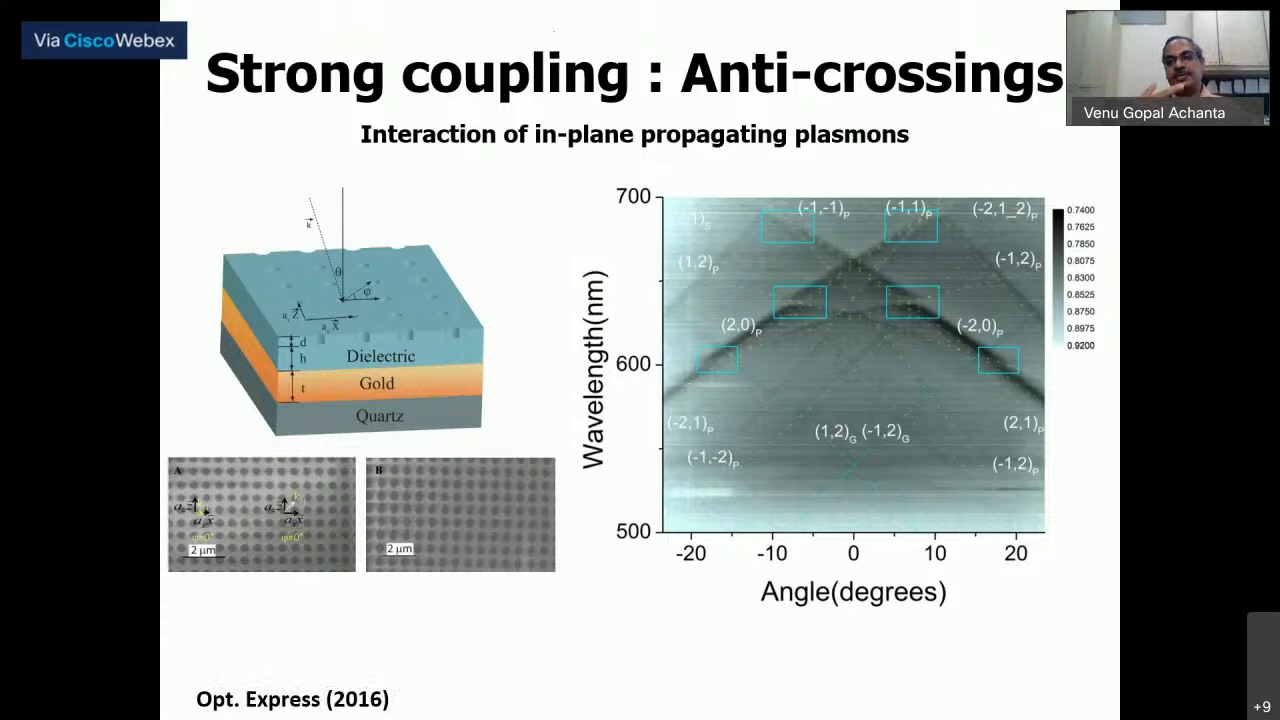 Via Cisco Webex
Strong coupling : Anti-crossings
Venu Gopal Achanta
Interaction of in-plane propagating plasmons
k
θ
φ
d
h
t
Dielectric
Gold
Quartz
A
φ=0°
φ≠0°
2 μm
B
2 μm
Wavelength(nm)
700
600
500
(-1,-1)P
(-1,1)P
(-2,1_2)P
(1,2)P
(-1,2)P
(2,0)P
(-2,0)P
(-2,1)P
(2,1)P
(1,2)G
(-1,2)G
(-1,-2)P
(-1,2)P
-20
-10
0
10
20
Angle(degrees)
0.7400
0.7625
0.7850
0.8075
0.8300
0.8525
0.8750
0.8975
0.9200
Opt. Express (2016)
+9